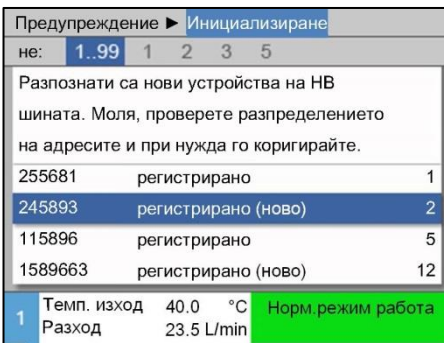 Предупреждение ► Инициализиране
не: 1..99 1 2 3 5
Разпознати са нови устройства на HB
шината. Моля, проверете разпределението
на адресите и при нужда го коригирайте.
255681 регистрирано 1
245893 регистрирано (ново) 2
115896 регистрирано 5
1589663 регистрирано (ново) 12
1 Темп. изход 40.0 °C Норм.режим работа
Разход 23.5 L/min